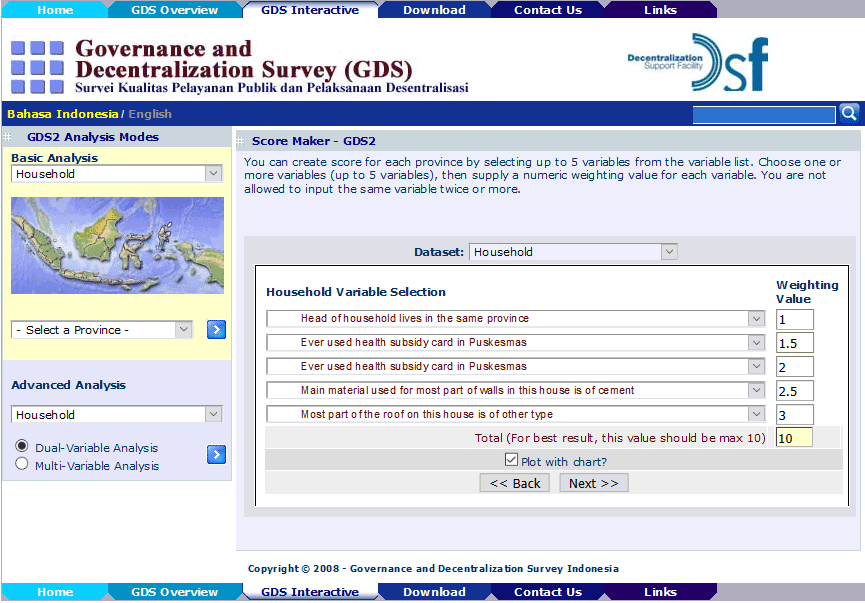 Home GDS Overview GDS Interactive Download Contact Us Links
Governance and
Decentralization Survey (GDS)
Survei Kualitas Pelayanan Publik dan Pelaksanaan Desentralisasi
Decentralization
Support Facility
dsf
Bahasa Indonesia / English
GDS2 Analysis Modes
Basic Analysis
Household
- Select a Province -
Advanced Analysis
Household
Dual-Variable Analysis
Multi-Variable Analysis
Score Maker - GDS2
You can create score for each province by selecting up to 5 variables from the variable list. Choose one or
more variables (up to 5 variables), then supply a numeric weighting value for each variable. You are not
allowed to input the same variable twice or more.
Dataset: Household
Household Variable Selection
Weighting
Value
Head of household lives in the same province 1
Ever used health subsidy card in Puskesmas 1.5
Ever used health subsidy card in Puskesmas 2
Main material used for most part of walls in this house is of cement 2.5
Most part of the roof on this house is of other type 3
Total (For best result, this value should be max 10) 10
Plot with chart?
<< Back Next >>
Copyright © 2008 - Governance and Decentralization Survey Indonesia
Home GDS Overview GDS Interactive Download Contact Us Links